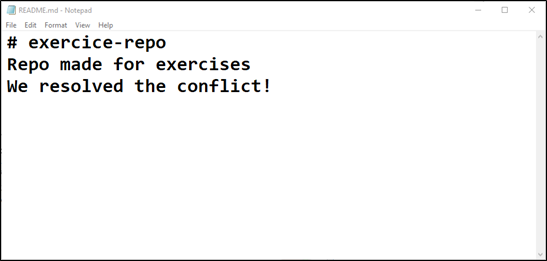 README.md - Notepad
File Edit Format View Help
# exercice-repo
Repo made for exercises
We resolved the conflict!